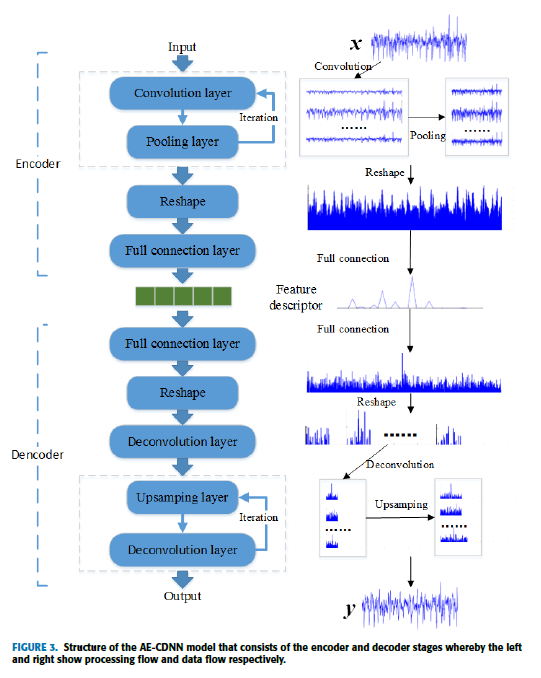 Input
Convolution layer
Iteration
Pooling layer
Encoder
Reshape
Full connection layer
Full connection layer
Reshape
Dencoder
Deconvolution layer
Upsamping layer
Iteration
Deconvolution layer
Output
x
Convolution
......
Pooling
......
Reshape
Full connection
Feature
descriptor
Full connection
Reshape
......
Deconvolution
Upsamping
......
......
y
FIGURE 3. Structure of the AE-CDNN model that consists of the encoder and decoder stages whereby the left
and right show processing flow and data flow respectively.